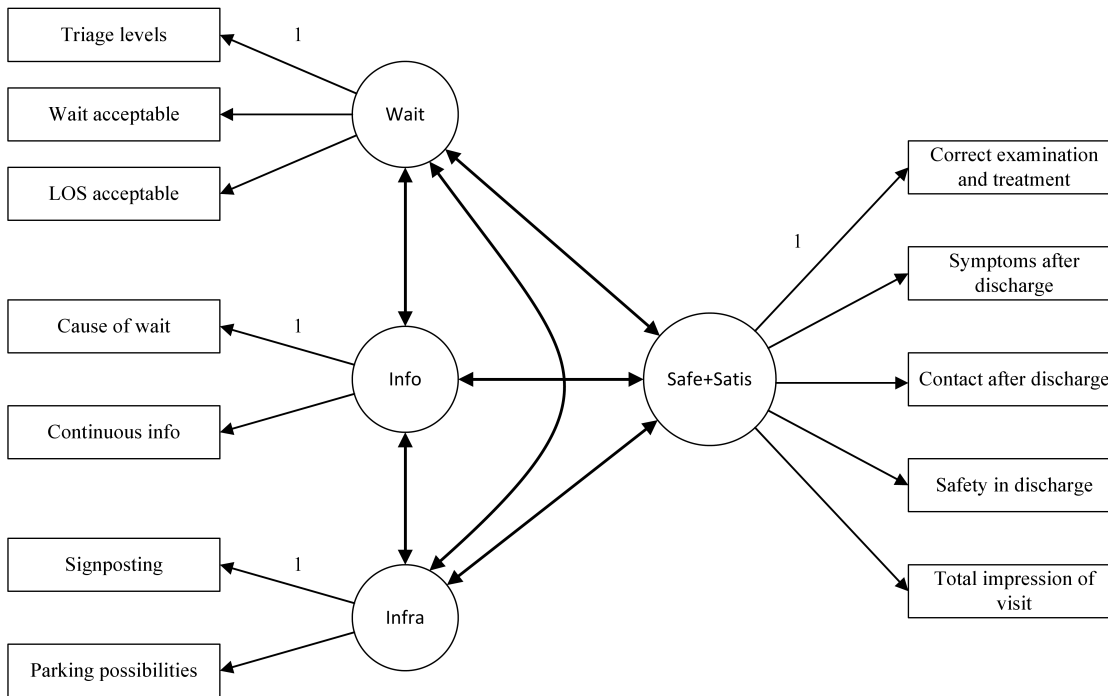 Triage levels
1
Wait acceptable
LOS acceptable
Wait
Cause of wait
1
Continuous info
Info
Signposting
1
Parking possibilities
Infra
Safe+Satis
1
Correct examination
and treatment
Symptoms after
discharge
Contact after discharge
Safety in discharge
Total impression of
visit